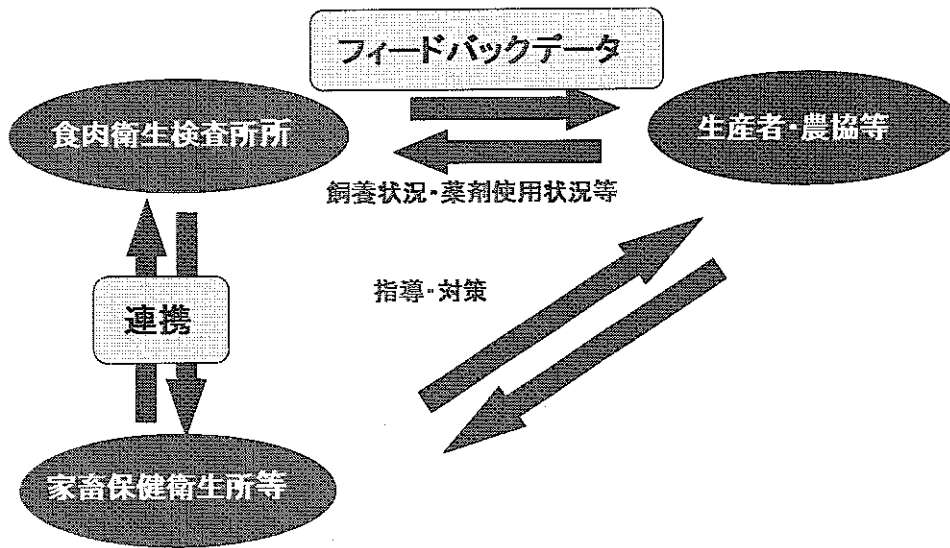 フィードバックデータ
食肉衛生検査所所
生産者・農協等
飼養状況・薬剤使用状況等
指導・対策
連携
家畜保健衛生所等